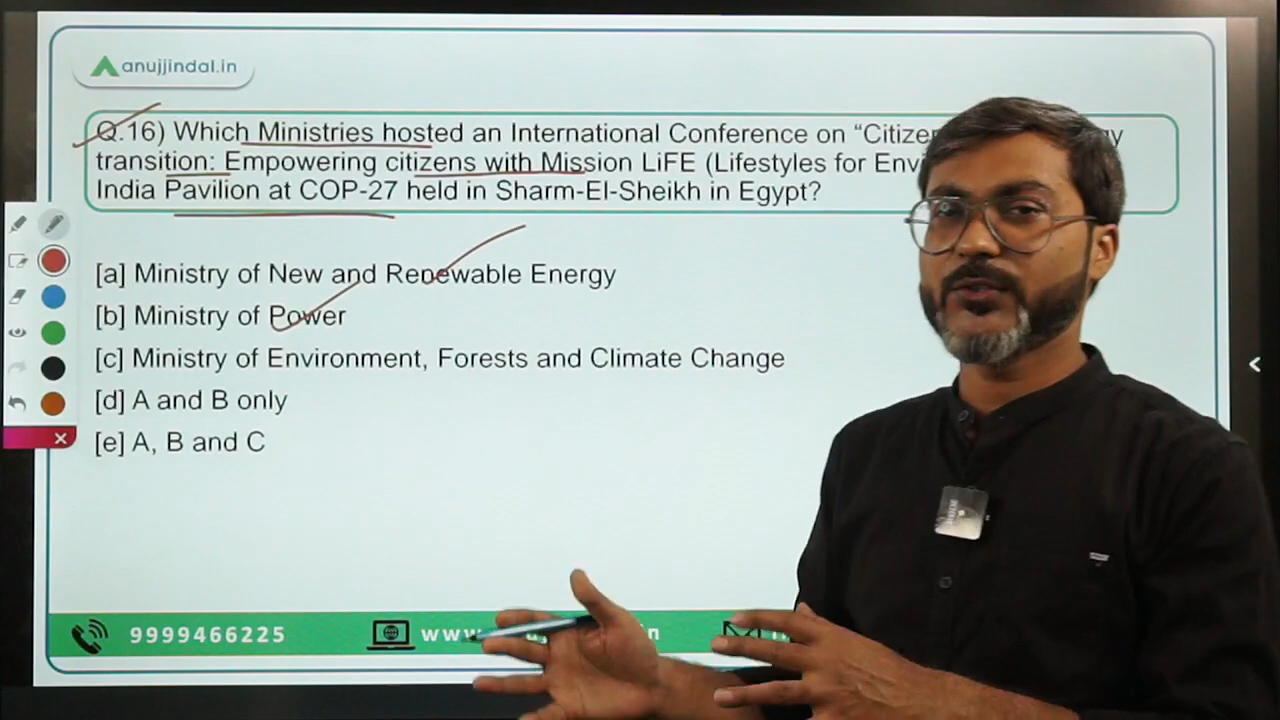 anujjindal.in
Q.16) Which Ministries hosted an International Conference on “
transition: Empowering citizens with Mission LiFE (Lifestyles for
India Pavilion at COP-27 held in Sharm-El-Sheikh in Egypt?
[a] Ministry of New and Renewable Energy
[b] Ministry of Power
[c] Ministry of Environment, Forests and Climate Change
[d] A and B only
[e] A, B and C
9999466225